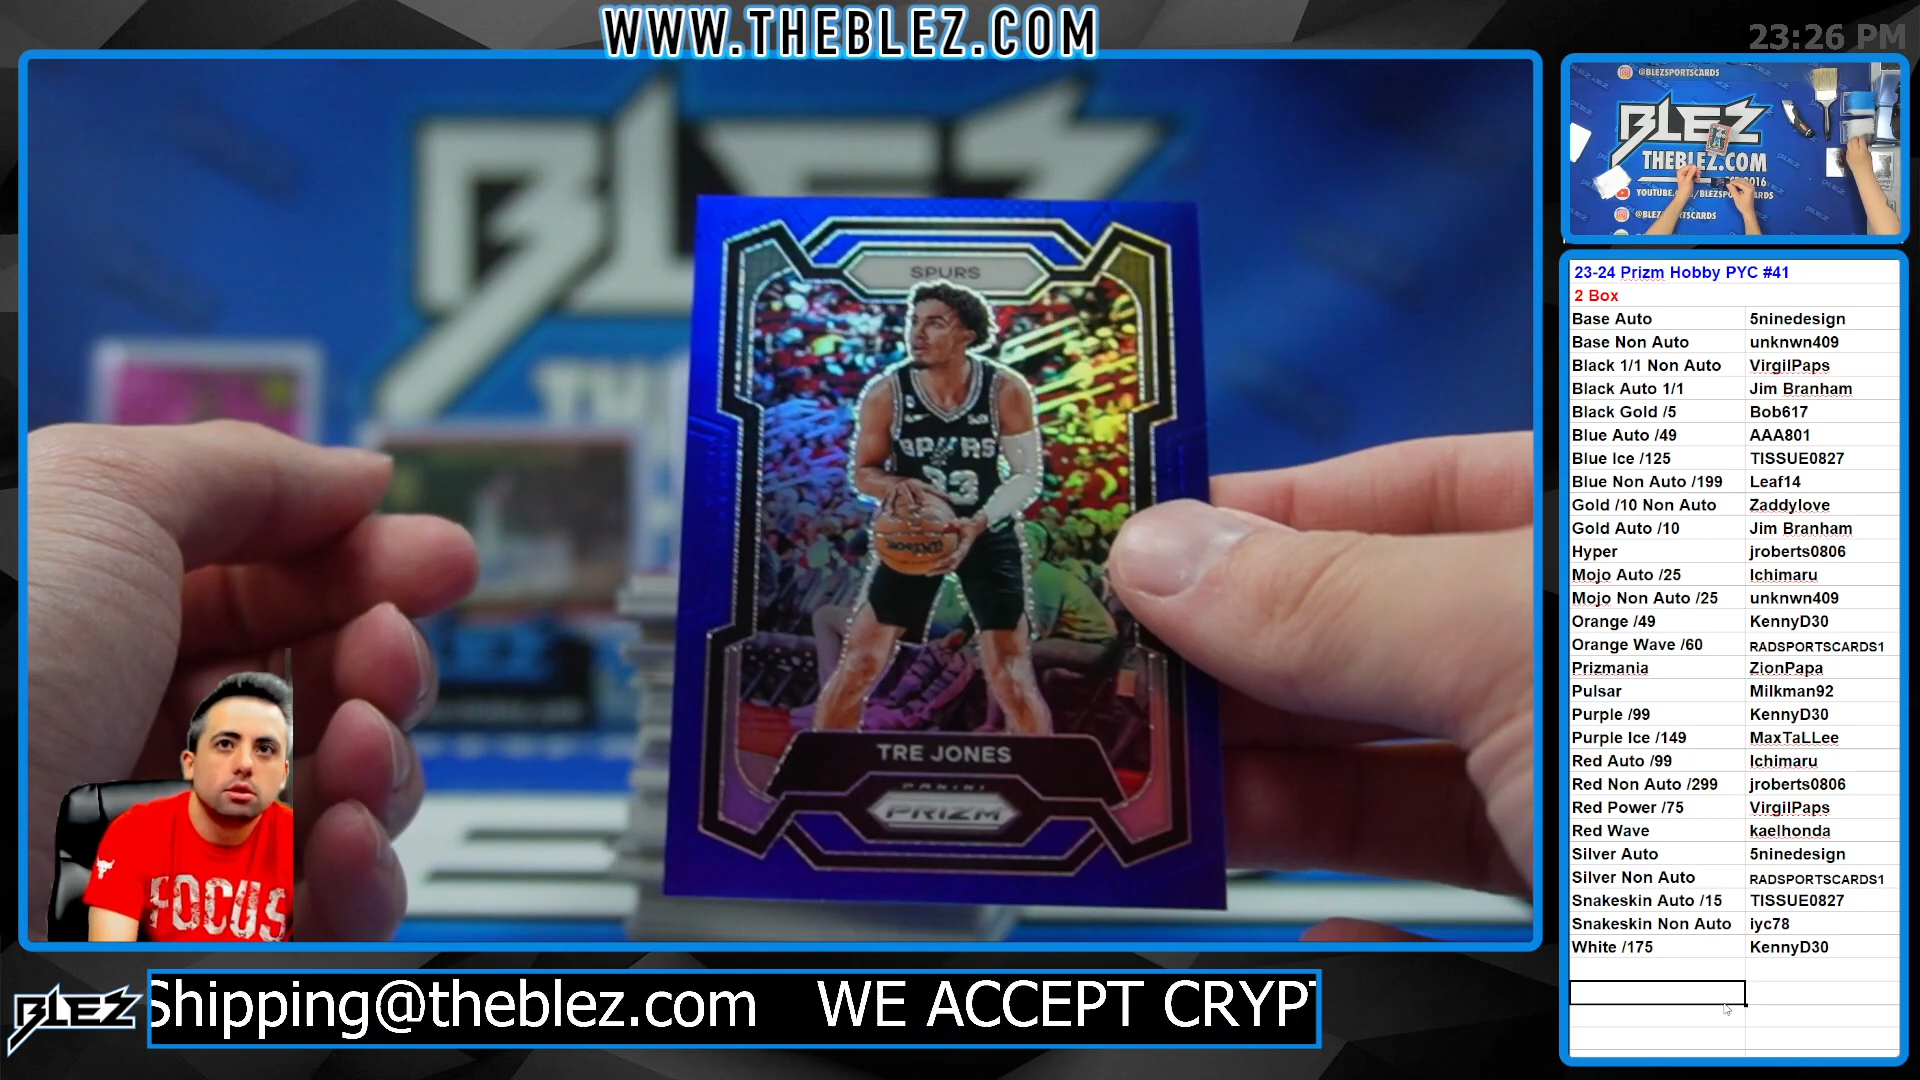 WWW.THEBLEZ.COM
23:26 PM
BLEZ
SPURS
SPURS
33
Wilson
TRE JONES
PANINI
PRIZM
FOCUS
@BLEZSPORTSCARDS
BLEZ
THEBLEZ.COM
@BLEZSPORTSCARDS
23-24 Prizm Hobby PYC #41
2 Box
Base Auto 5ninedesign
Base Non Auto unknwn409
Black 1/1 Non Auto VirgilPaps
Black Auto 1/1 Jim Branham
Black Gold /5 Bob617
Blue Auto /49 AAA801
Blue Ice /125 TISSUE0827
Blue Non Auto /199 Leaf14
Gold /10 Non Auto Zaddylove
Gold Auto /10 Jim Branham
Hyper jroberts0806
Mojo Auto /25 Ichimaru
Mojo Non Auto /25 unknwn409
Orange /49 KennyD30
Orange Wave /60 RADSPORTSCARDS1
Prizmania ZionPapa
Pulsar Milkman92
Purple /99 KennyD30
Purple Ice /149 MaxTaLLee
Red Auto /99 Ichimaru
Red Non Auto /299 jroberts0806
Red Power /75 VirgilPaps
Red Wave kaelhonda
Silver Auto 5ninedesign
Silver Non Auto RADSPORTSCARDS1
Snakeskin Auto /15 TISSUE0827
Snakeskin Non Auto iyc78
White /175 KennyD30
BLEZ
Shipping@theblez.com WE ACCEPT CRYPT